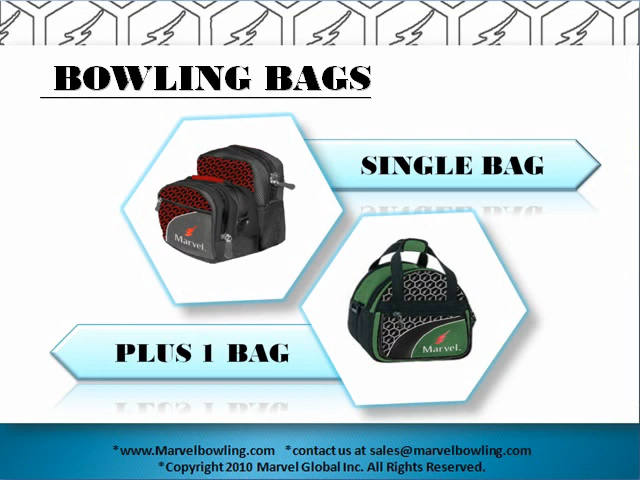 BOWLING BAGS
SINGLE BAG
Marvel.
Marvel.
PLUS 1 BAG
*www.Marvelbowling.com *contact us at sales@marvelbowling.com
*Copyright 2010 Marvel Global Inc. All Rights Reserved.